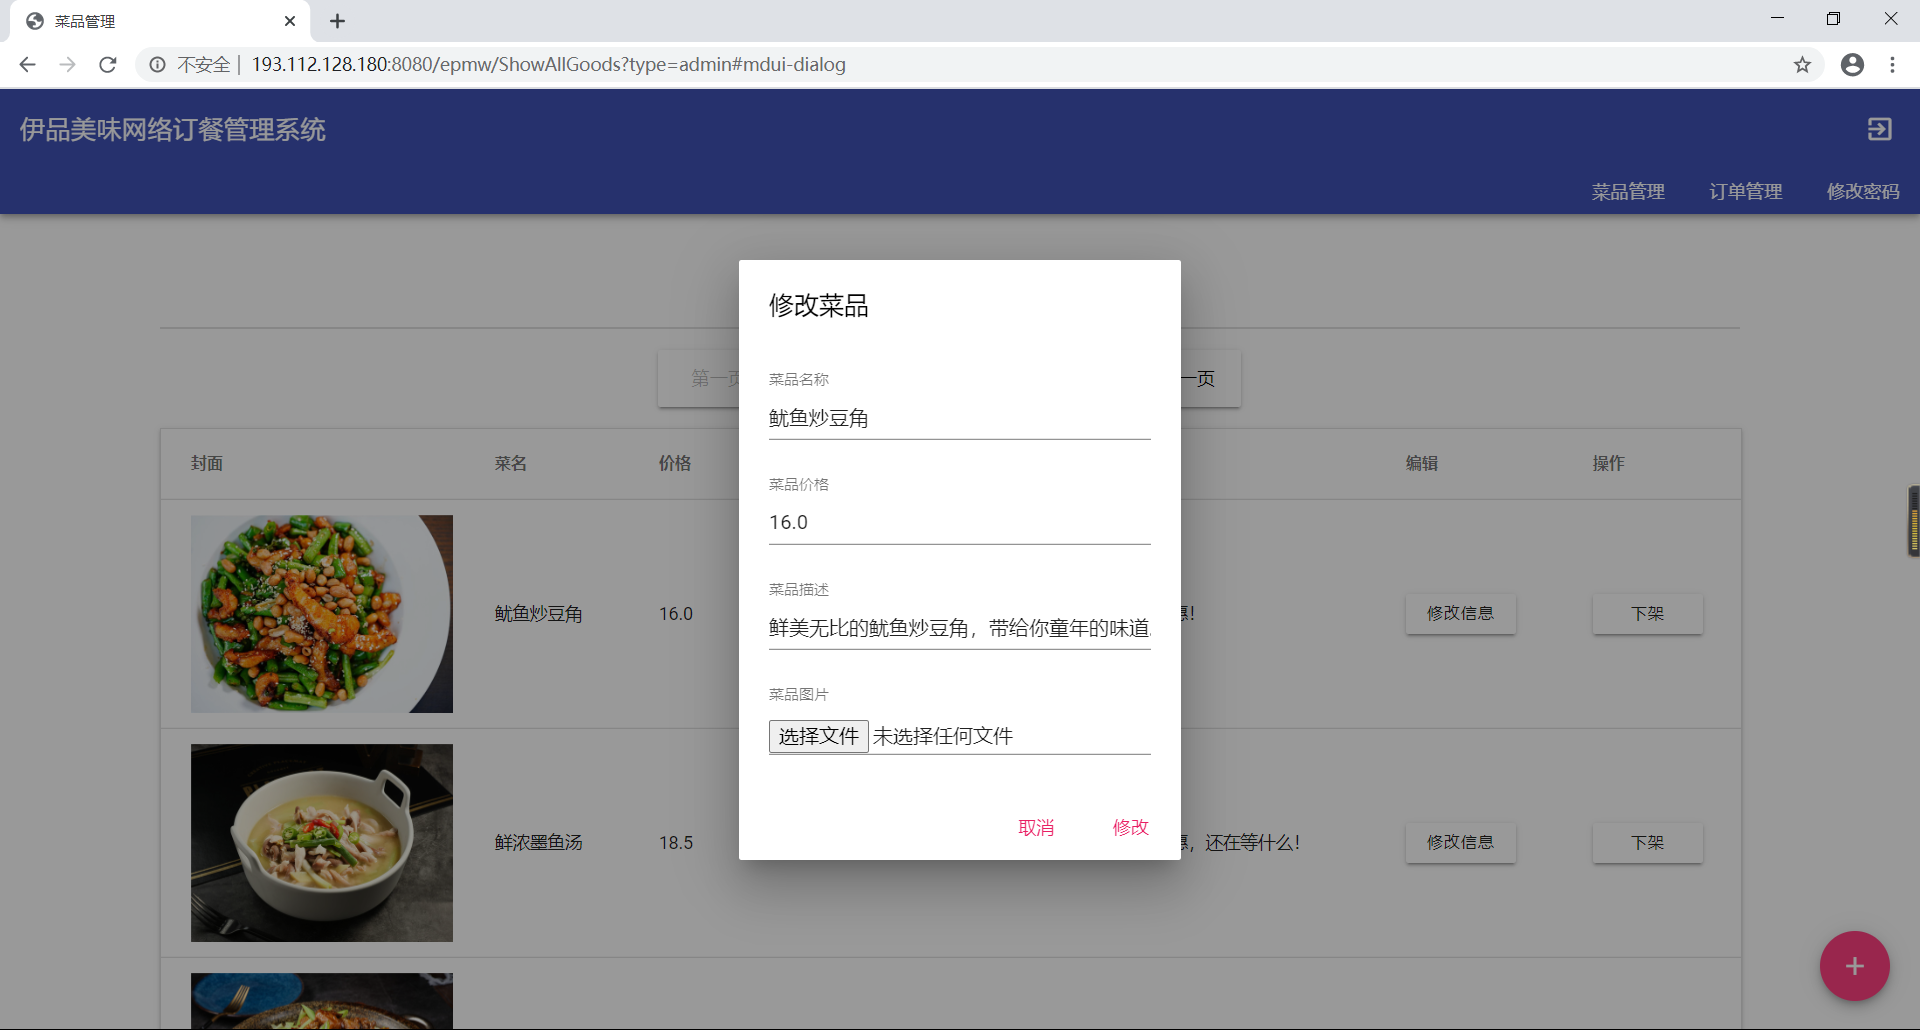 菜品管理
不安全 | 193.112.128.180:8080/epmw/ShowAllGoods?type=admin#mdui-dialog
伊品美味网络订餐管理系统
菜品管理 订单管理 修改密码
修改菜品
菜品名称
鱿鱼炒豆角
菜品价格
16.0
菜品描述
鲜美无比的鱿鱼炒豆角，带给你童年的味道
菜品图片
选择文件 未选择任何文件
取消 修改
第一页 一页
封面 菜名 价格 编辑 操作
鱿鱼炒豆角 16.0 惠！ 修改信息 下架
鲜浓墨鱼汤 18.5 惠，还在等什么！ 修改信息 下架